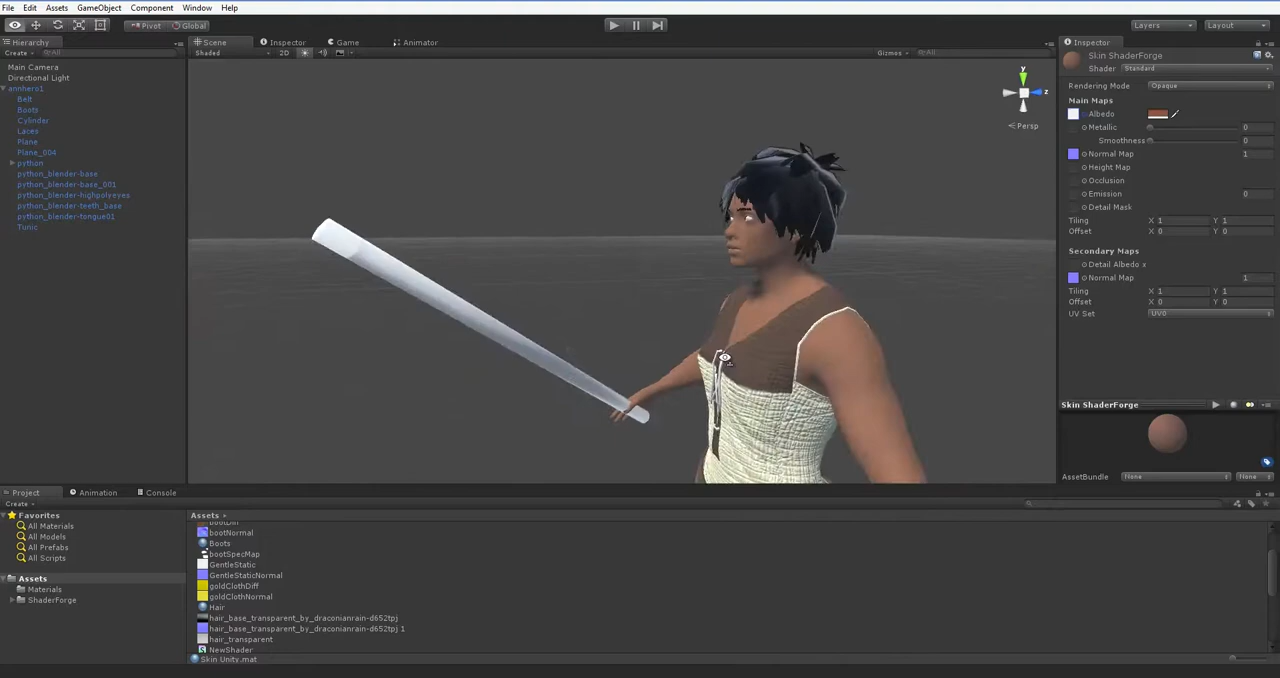 File Edit Assets GameObject Component Window Help
Pivot Global
Layers Layout
Hierarchy
Create All
Main Camera
Directional Light
annhero1
Belt
Boots
Cylinder
Laces
Plane
Plane_004
python
python_blender-base
python_blender-base_001
python_blender-highpolyeyes
python_blender-teeth_base
python_blender-tongue01
Tunic
Scene Inspector Game Animator
Shaded 2D Gizmos All
y
z
Persp
Inspector
Skin ShaderForge
Shader Standard
Rendering Mode Opaque
Main Maps
Albedo
Metallic 0
Smoothness 0
Normal Map 1
Height Map
Occlusion
Emission 0
Detail Mask
Tiling X 1 Y 1
Offset X 0 Y 0
Secondary Maps
Detail Albedo x
Normal Map 1
Tiling X 1 Y 1
Offset X 0 Y 0
UV Set UV0
Skin ShaderForge
AssetBundle None None
Project Animation Console
Create
Favorites
All Materials
All Models
All Prefabs
All Scripts
Assets
Materials
ShaderForge
Assets
bootDiff
bootNormal
Boots
bootSpecMap
GentleStatic
GentleStaticNormal
goldClothDiff
goldClothNormal
Hair
hair_base_transparent_by_draconianrain-d652tpj
hair_base_transparent_by_draconianrain-d652tpj 1
hair_transparent
NewShader
Skin Unity.mat